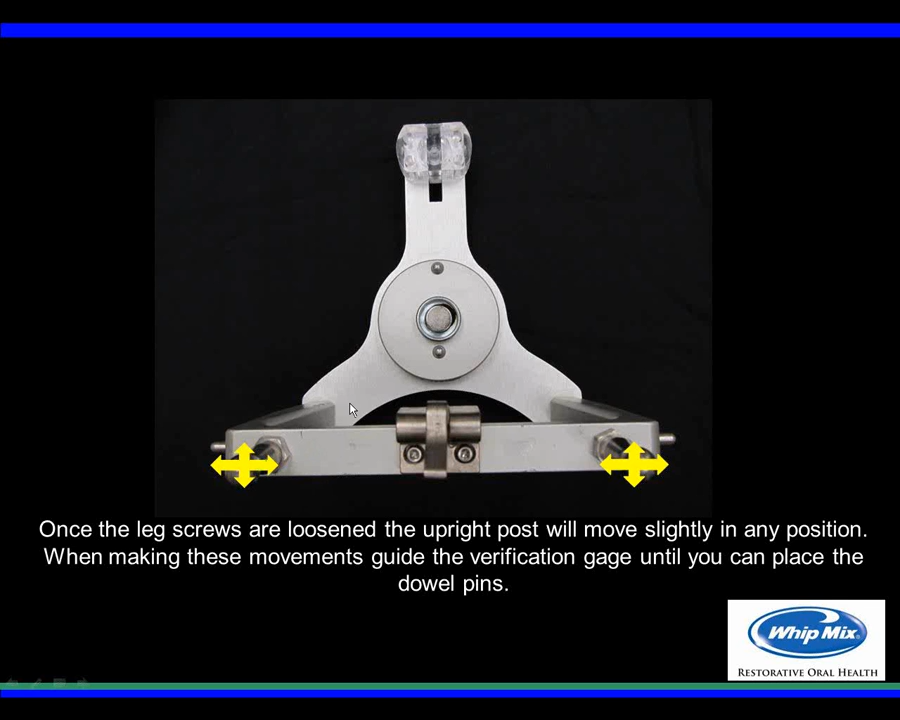 Once the leg screws are loosened the upright post will move slightly in any position.
When making these movements guide the verification gage until you can place the
dowel pins.
Whip Mix®
RESTORATIVE ORAL HEALTH